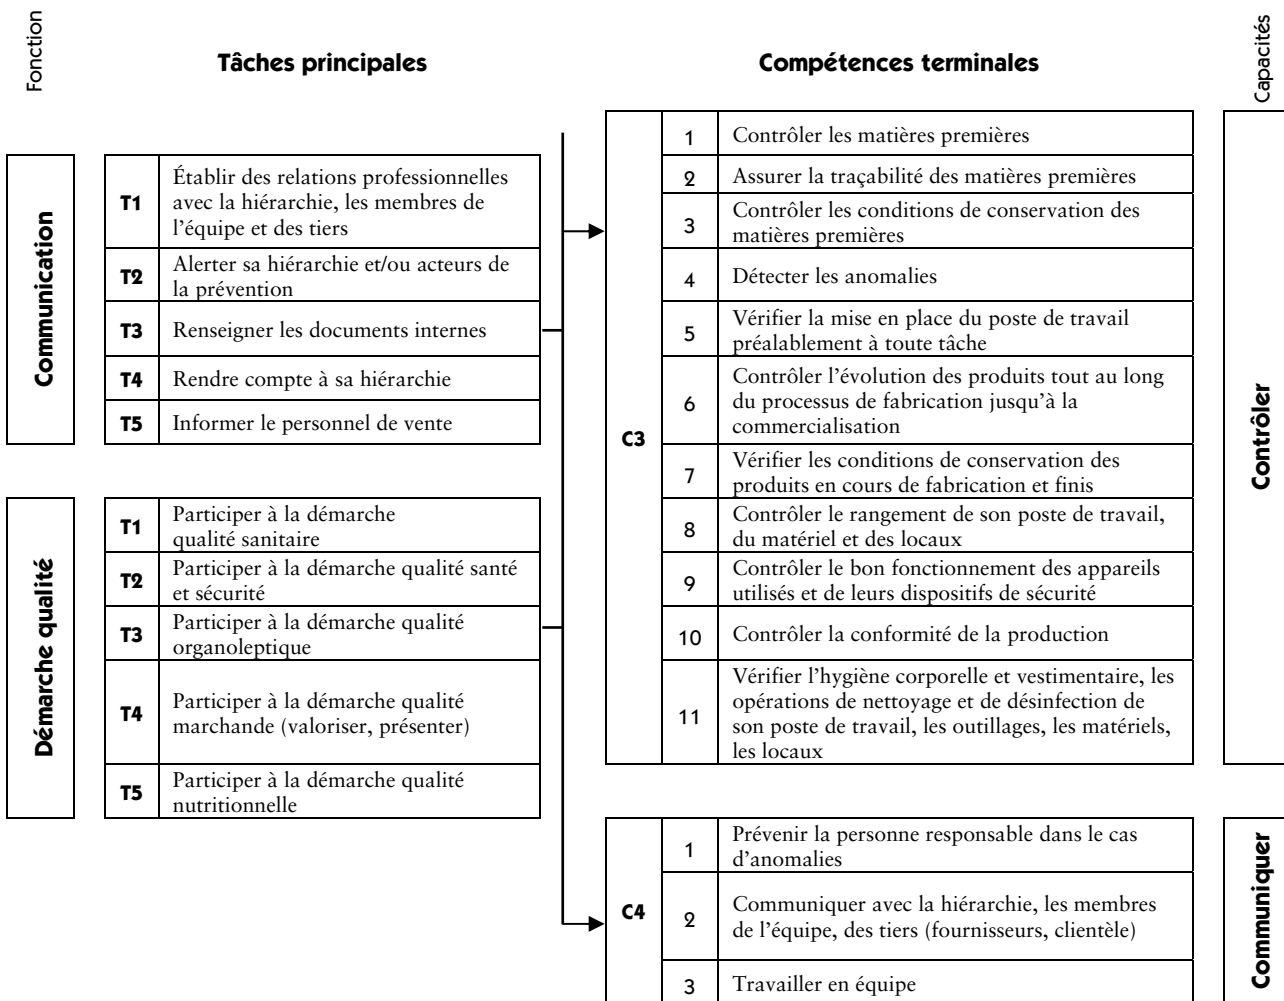 Fonction
Tâches principales
Compétences terminales
Capacités
Communication
T1
Établir des relations professionnelles
avec la hiérarchie, les membres de
l’équipe et des tiers
T2
Alerter sa hiérarchie et/ou acteurs de
la prévention
T3
Renseigner les documents internes
T4
Rendre compte à sa hiérarchie
T5
Informer le personnel de vente
Démarche qualité
T1
Participer à la démarche
qualité sanitaire
T2
Participer à la démarche qualité santé
et sécurité
T3
Participer à la démarche qualité
organoleptique
T4
Participer à la démarche qualité
marchande (valoriser, présenter)
T5
Participer à la démarche qualité
nutritionnelle
C3
1
Contrôler les matières premières
2
Assurer la traçabilité des matières premières
3
Contrôler les conditions de conservation des
matières premières
4
Détecter les anomalies
5
Vérifier la mise en place du poste de travail
préalablement à toute tâche
6
Contrôler l’évolution des produits tout au long
du processus de fabrication jusqu’à la
commercialisation
7
Vérifier les conditions de conservation des
produits en cours de fabrication et finis
8
Contrôler le rangement de son poste de travail,
du matériel et des locaux
9
Contrôler le bon fonctionnement des appareils
utilisés et de leurs dispositifs de sécurité
10
Contrôler la conformité de la production
11
Vérifier l’hygiène corporelle et vestimentaire, les
opérations de nettoyage et de désinfection de
son poste de travail, les outillages, les matériels,
les locaux
Contrôler
C4
1
Prévenir la personne responsable dans le cas
d’anomalies
2
Communiquer avec la hiérarchie, les membres
de l’équipe, des tiers (fournisseurs, clientèle)
3
Travailler en équipe
Communiquer